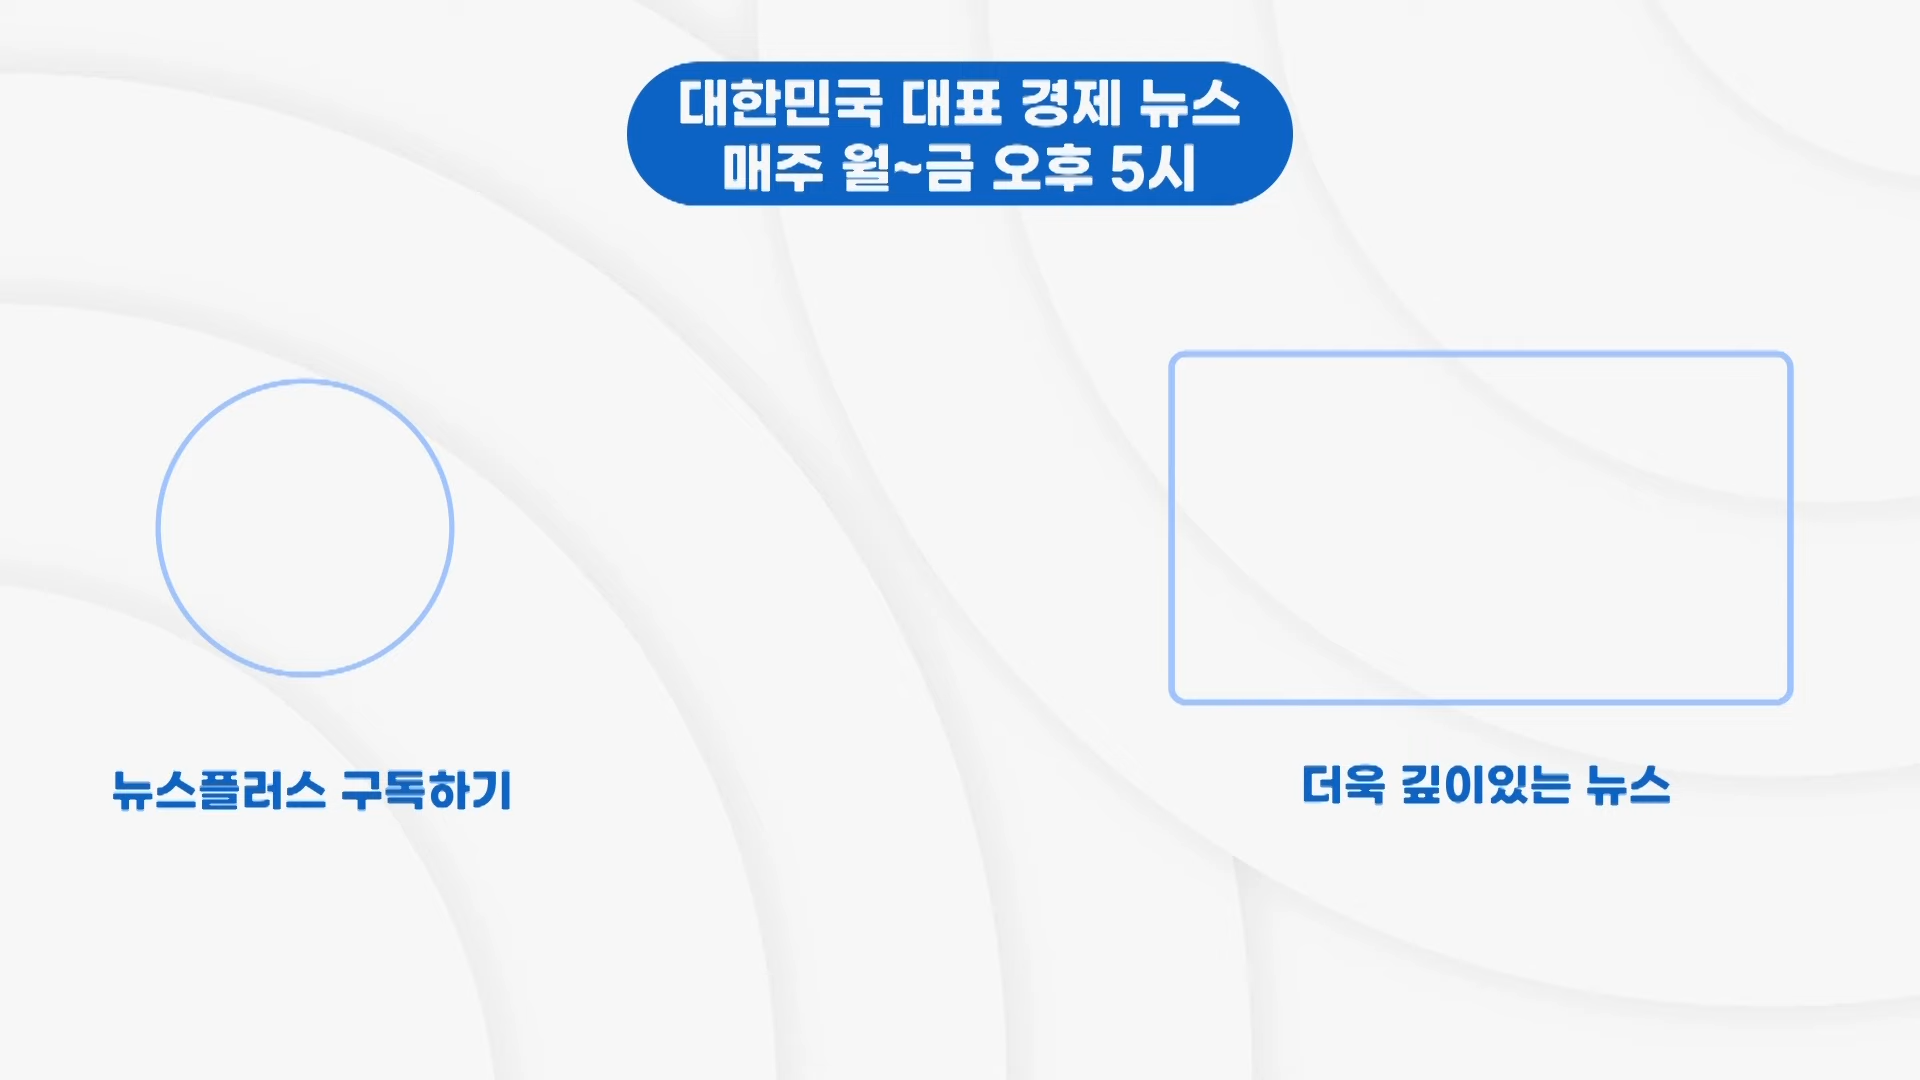 대한민국 대표 경제 뉴스
매주 월~금 오후 5시
뉴스플러스 구독하기
더욱 깊이있는 뉴스